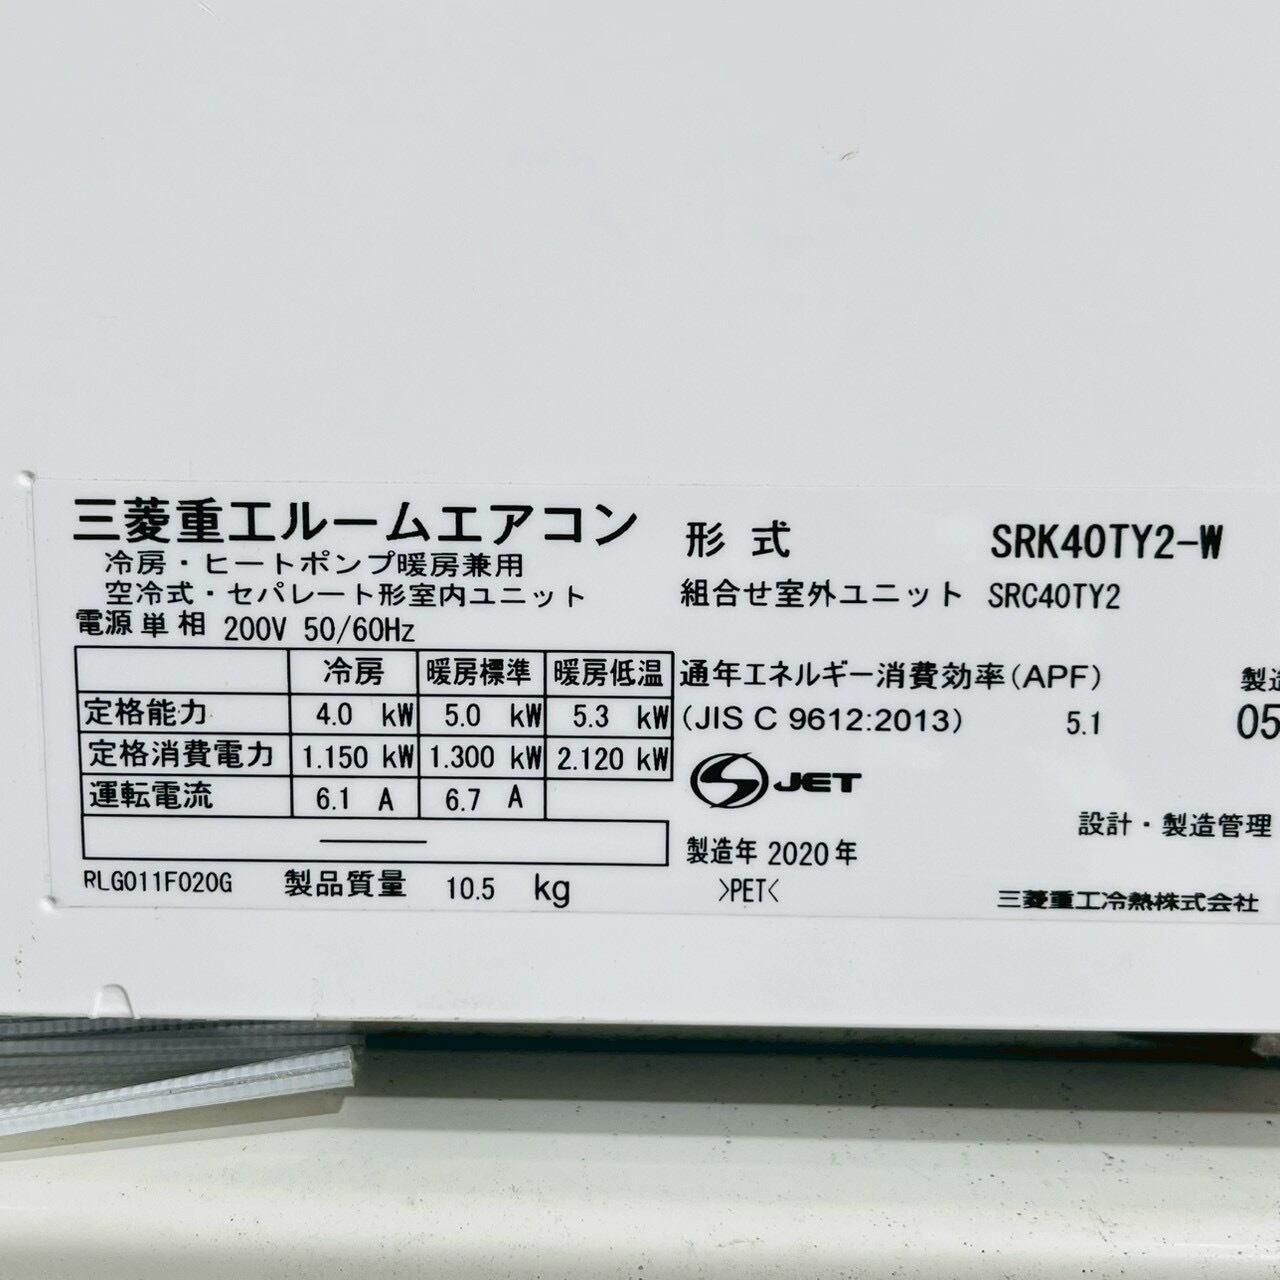 三菱重工ルームエアコン
冷房・ヒートポンプ暖房兼用
空冷式・セパレート形室内ユニット
電源 単相 200V 50/60Hz
冷房 暖房標準 暖房低温
定格能力 4.0 kW 5.0 kW 5.3 kW
定格消費電力 1.150 kW 1.300 kW 2.120 kW
運転電流 6.1 A 6.7 A
RLG011F020G 製品質量 10.5 kg
形式 SRK40TY2-W
組合せ室外ユニット SRC40TY2
通年エネルギー消費効率(APF)
(JIS C 9612:2013) 5.1
JET
製造年 2020年
>PET<
05
設計・製造管理
三菱重工冷熱株式会社